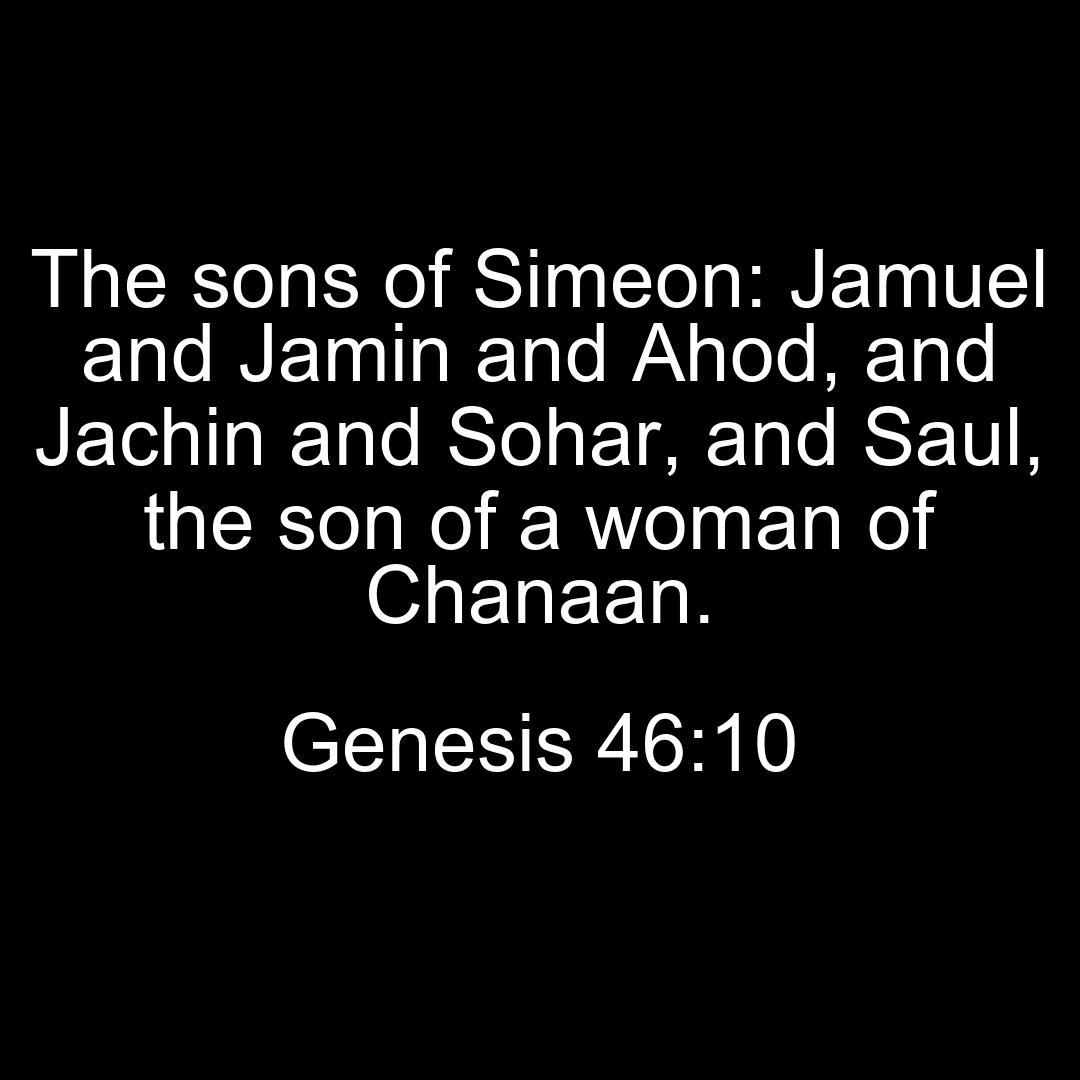 The sons of Simeon: Jamuel
and Jamin and Ahod, and
Jachin and Sohar, and Saul,
the son of a woman of
Chanaan.
Genesis 46:10